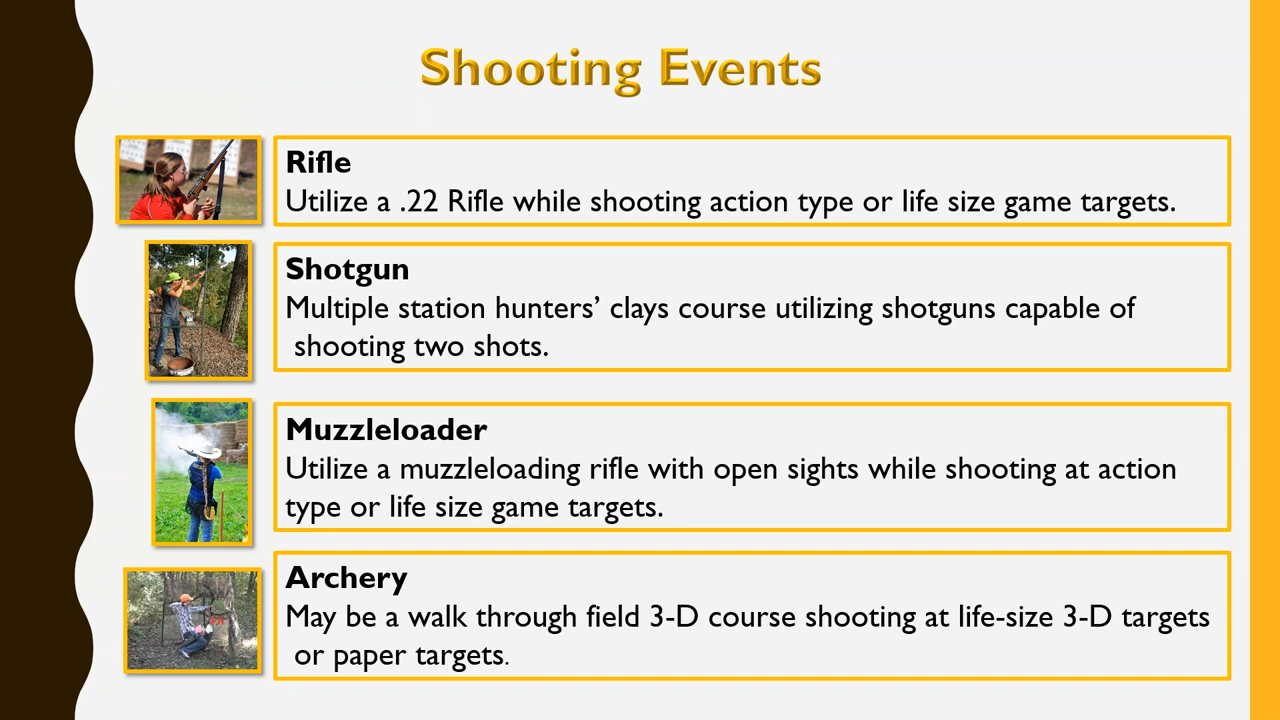 Shooting Events
Rifle
Utilize a .22 Rifle while shooting action type or life size game targets.
Shotgun
Multiple station hunters’ clays course utilizing shotguns capable of
shooting two shots.
Muzzleloader
Utilize a muzzleloading rifle with open sights while shooting at action
type or life size game targets.
Archery
May be a walk through field 3-D course shooting at life-size 3-D targets
or paper targets.